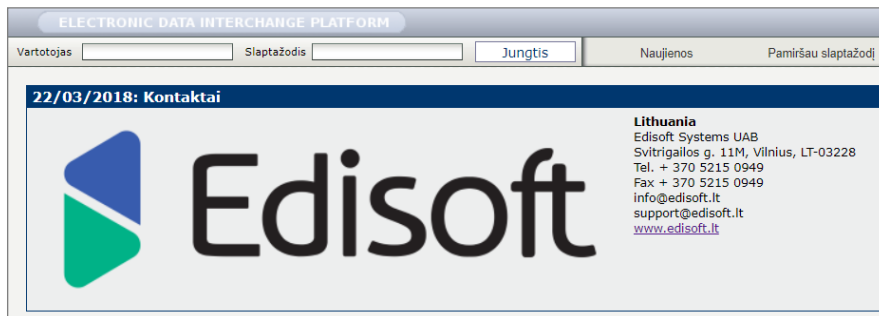 ELECTRONIC DATA INTERCHANGE PLATFORM
Vartotojas Slaptažodis Jungtis Naujienos Pamiršau slaptažodį
22/03/2018: Kontaktai
Edisoft
Lithuania
Edisoft Systems UAB
Svitrigailos g. 11M, Vilnius, LT-03228
Tel. + 370 5215 0949
Fax + 370 5215 0949
info@edisoft.lt
support@edisoft.lt
www.edisoft.lt